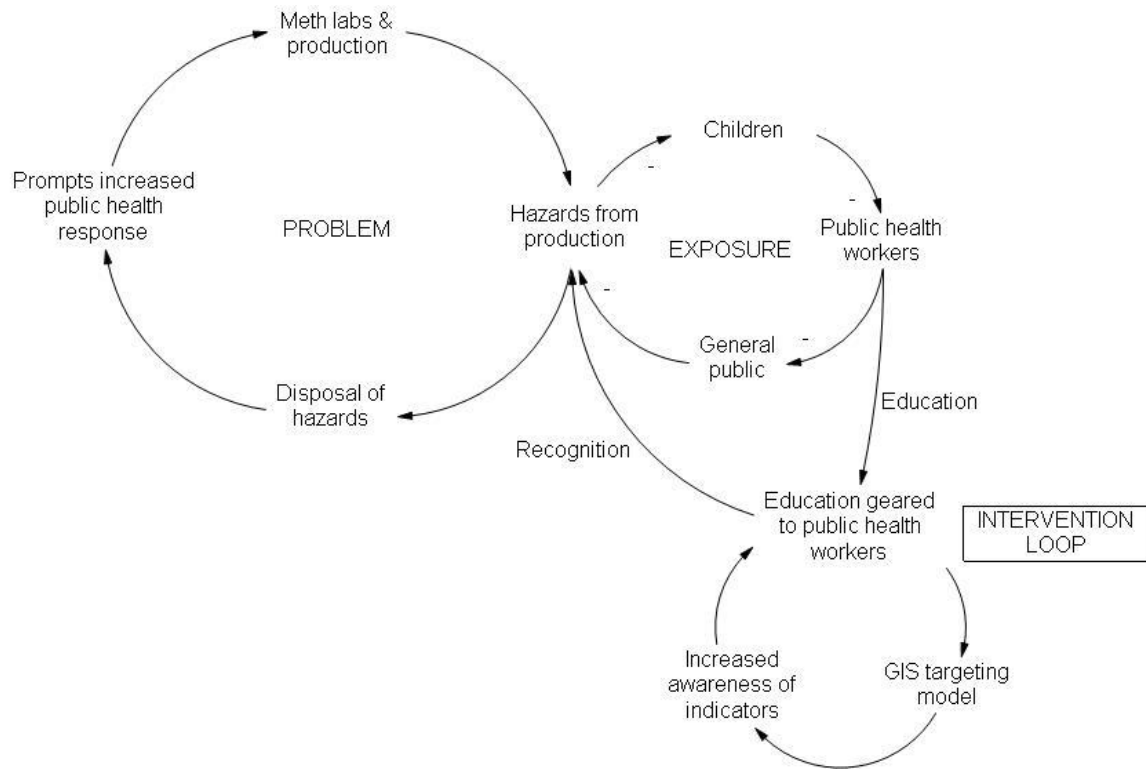 Meth labs &
production
Children
-
-
Prompts increased
public health
response
PROBLEM
Hazards from
production
EXPOSURE
Public health
workers
-
-
General
public
Disposal of
hazards
Education
Recognition
Education geared
to public health
workers
INTERVENTION
LOOP
Increased
awareness of
indicators
GIS targeting
model